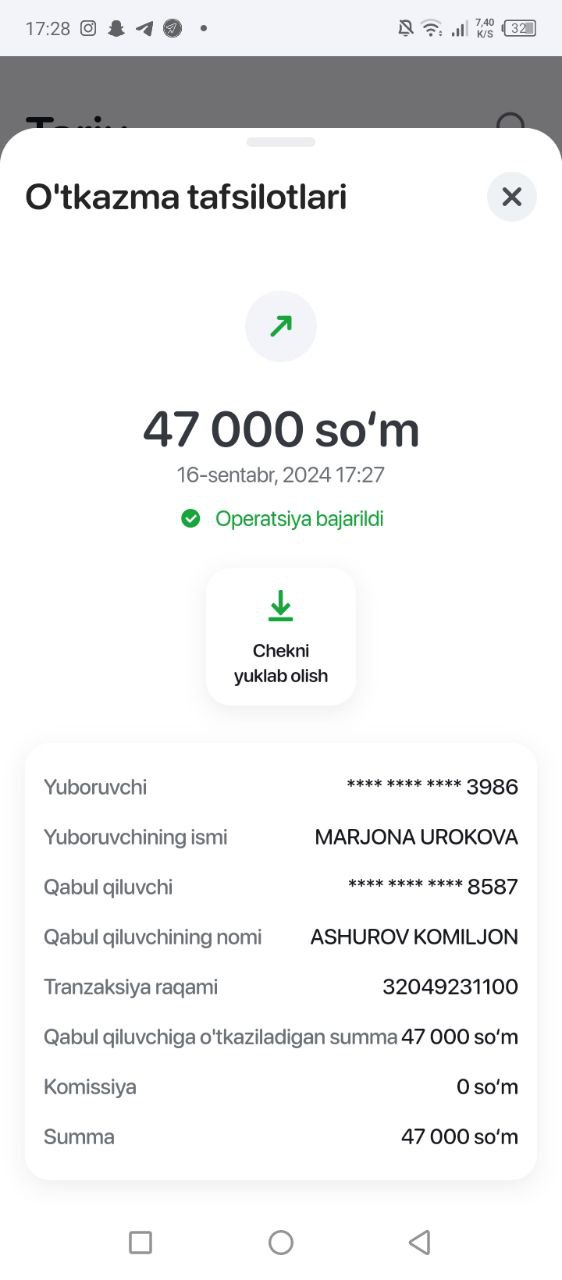 17:28
7,40
K/S
32
O'tkazma tafsilotlari
47 000 so‘m
16-sentabr, 2024 17:27
Operatsiya bajarildi
Chekni
yuklab olish
Yuboruvchi **** **** **** 3986
Yuboruvchining ismi MARJONA UROKOVA
Qabul qiluvchi **** **** **** 8587
Qabul qiluvchining nomi ASHUROV KOMILJON
Tranzaksiya raqami 32049231100
Qabul qiluvchiga o'tkaziladigan summa 47 000 so‘m
Komissiya 0 so‘m
Summa 47 000 so‘m